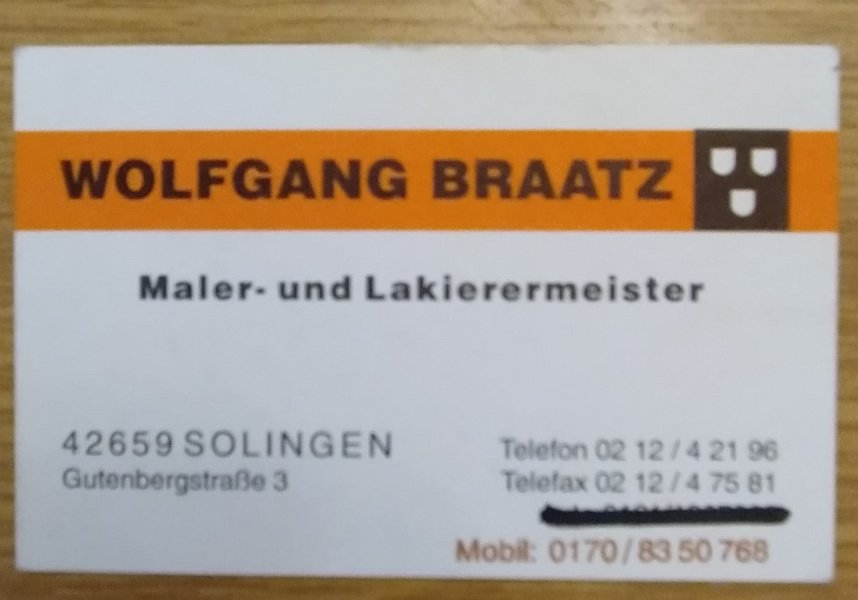 WOLFGANG BRAATZ
Maler- und Lakierermeister
42659 SOLINGEN
Gutenbergstraße 3
Telefon 02 12 / 4 21 96
Telefax 02 12 / 4 75 81
Mobil: 0170 / 83 50 768